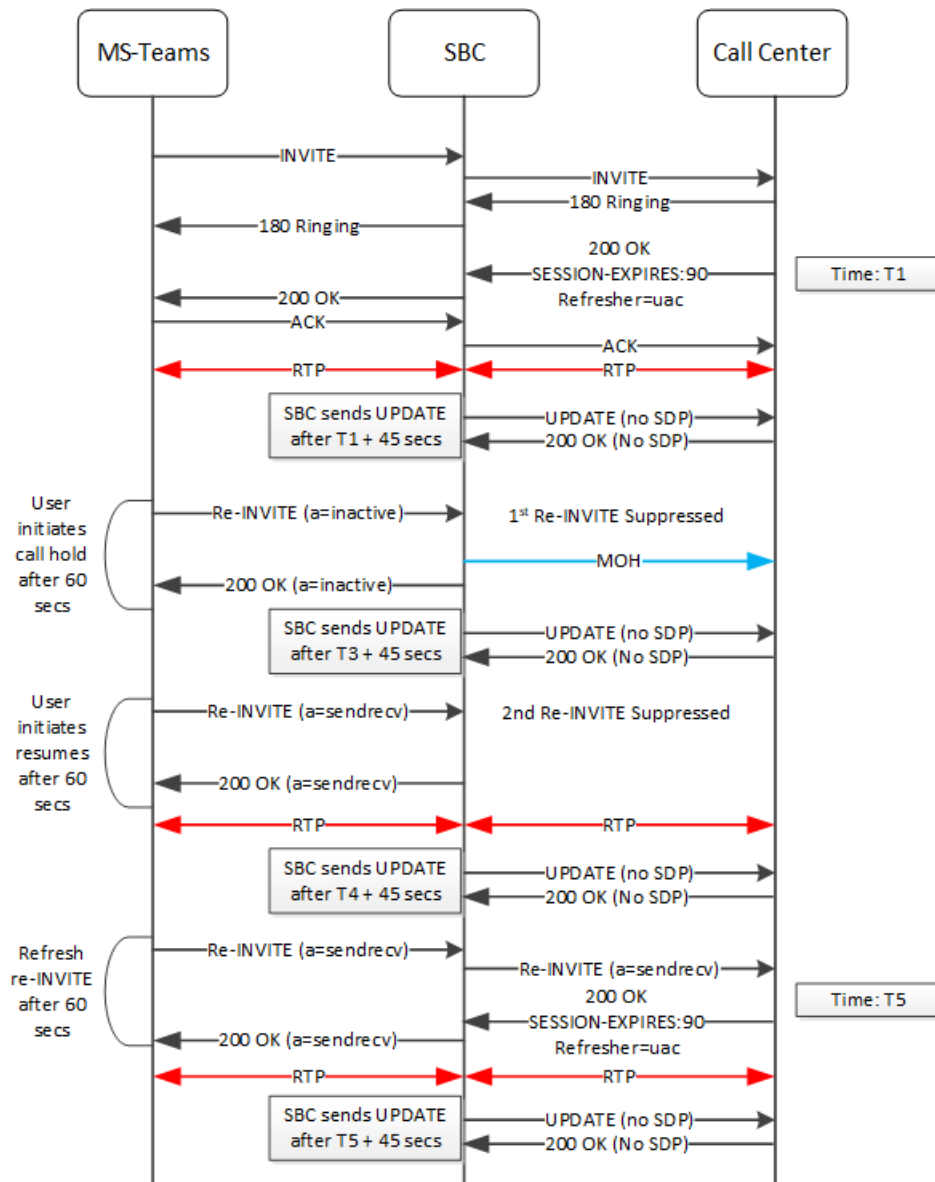 MS-Teams
SBC
Call Center
INVITE
INVITE
180 Ringing
180 Ringing
200 OK
SESSION-EXPIRES:90
Refresher=uac
Time: T1
200 OK
ACK
ACK
RTP
RTP
SBC sends UPDATE
after T1 + 45 secs
UPDATE (no SDP)
200 OK (No SDP)
User
initiates
call hold
after 60
secs
Re-INVITE (a=inactive)
1st Re-INVITE Suppressed
MOH
200 OK (a=inactive)
SBC sends UPDATE
after T3 + 45 secs
UPDATE (no SDP)
200 OK (No SDP)
User
initiates
resumes
after 60
secs
Re-INVITE (a=sendrecv)
2nd Re-INVITE Suppressed
200 OK (a=sendrecv)
RTP
RTP
SBC sends UPDATE
after T4 + 45 secs
UPDATE (no SDP)
200 OK (No SDP)
Refresh
re-INVITE
after 60
secs
Re-INVITE (a=sendrecv)
Re-INVITE (a=sendrecv)
200 OK
SESSION-EXPIRES:90
Refresher=uac
Time: T5
200 OK (a=sendrecv)
RTP
RTP
SBC sends UPDATE
after T5 + 45 secs
UPDATE (no SDP)
200 OK (No SDP)